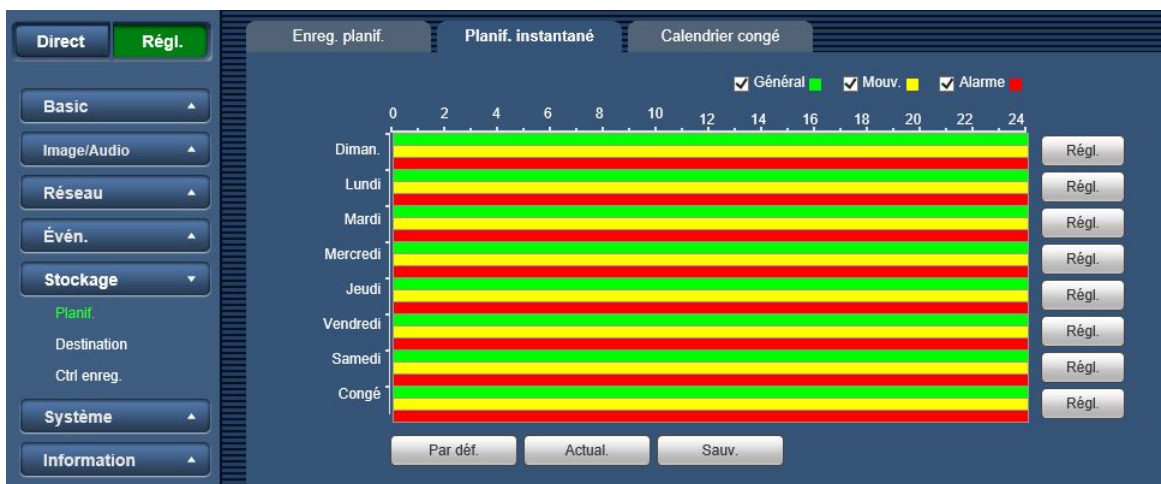 Direct Régl.
Enreg. planif. Planif. instantané Calendrier congé
Général Mouv. Alarme
Basic
Image/Audio
Réseau
Évén.
Stockage
Planif.
Destination
Ctrl enreg.
Système
Information
0 2 4 6 8 10 12 14 16 18 20 22 24
Diman. Régl.
Lundi Régl.
Mardi Régl.
Mercredi Régl.
Jeudi Régl.
Vendredi Régl.
Samedi Régl.
Congé Régl.
Par déf. Actual. Sauv.